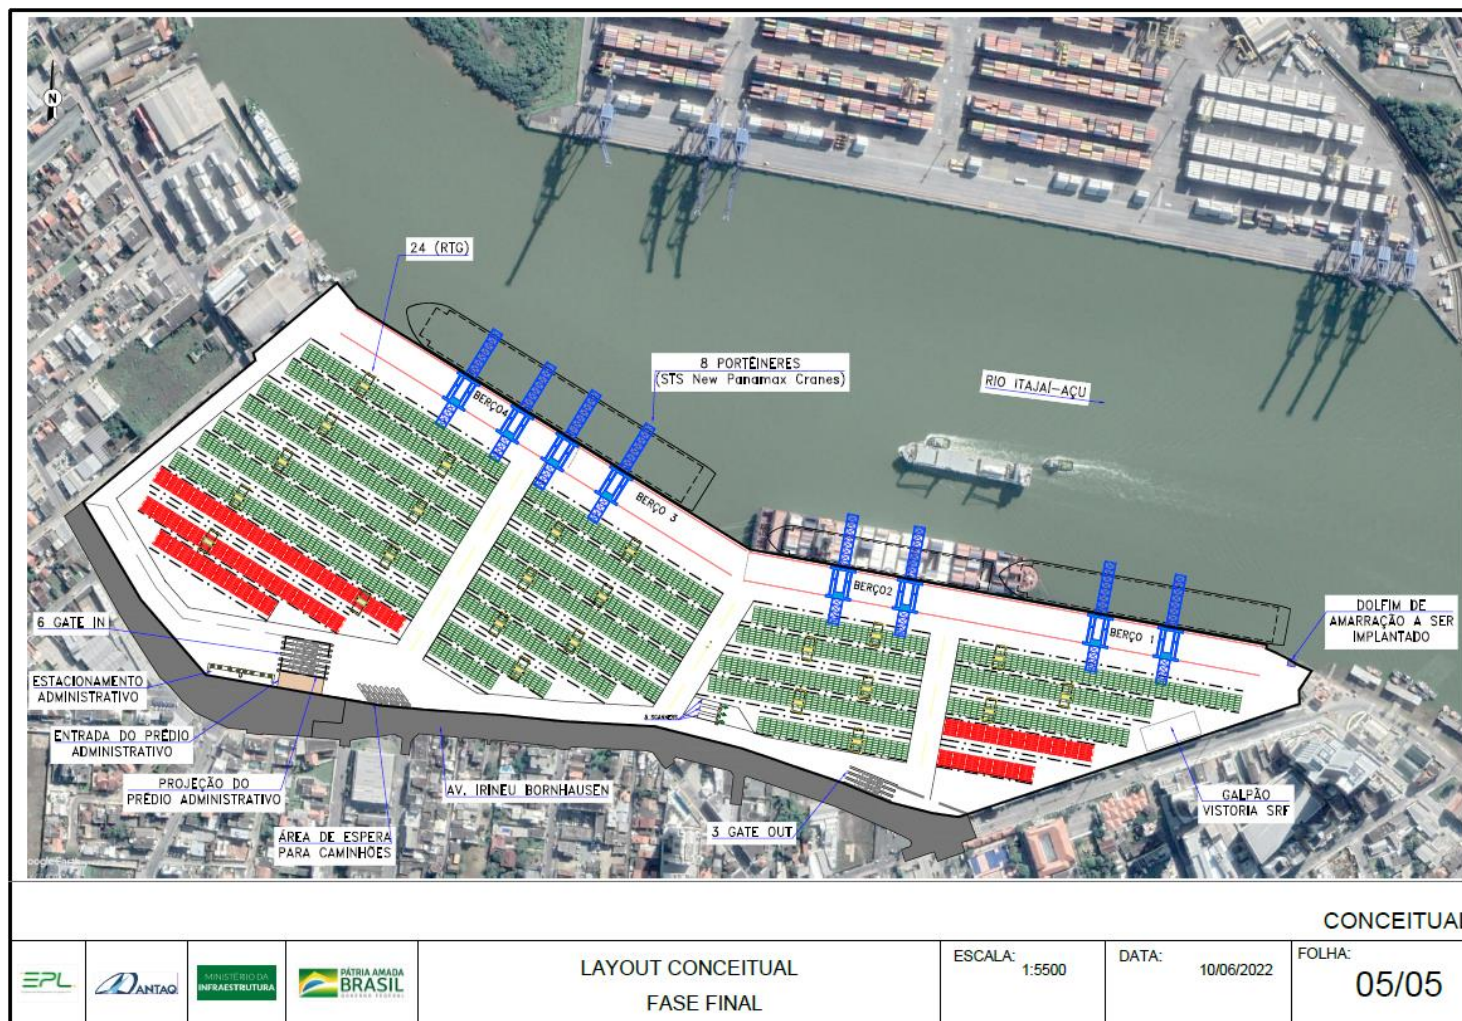 N
24 (RTG)
8 PORTÊINERES
(STS New Panamax Cranes)
RIO ITAJAÍ-AÇU
BERÇO4
BERÇO 3
BERÇO2
BERÇO 1
DOLFIM DE
AMARRAÇÃO A SER
IMPLANTADO
6 GATE IN
ESTACIONAMENTO
ADMINISTRATIVO
ENTRADA DO PRÉDIO
ADMINISTRATIVO
PROJEÇÃO DO
PRÉDIO ADMINISTRATIVO
ÁREA DE ESPERA
PARA CAMINHÕES
AV. IRINEU BORNHAUSEN
SCANNERS
3 GATE OUT
GALPÃO
VISTORIA SRF
CONCEITUAL
EPL
ANTAQ
MINISTÉRIO DA
INFRAESTRUTURA
PÁTRIA AMADA
BRASIL
GOVERNO FEDERAL
LAYOUT CONCEITUAL
FASE FINAL
ESCALA:
1:5500
DATA:
10/06/2022
FOLHA:
05/05